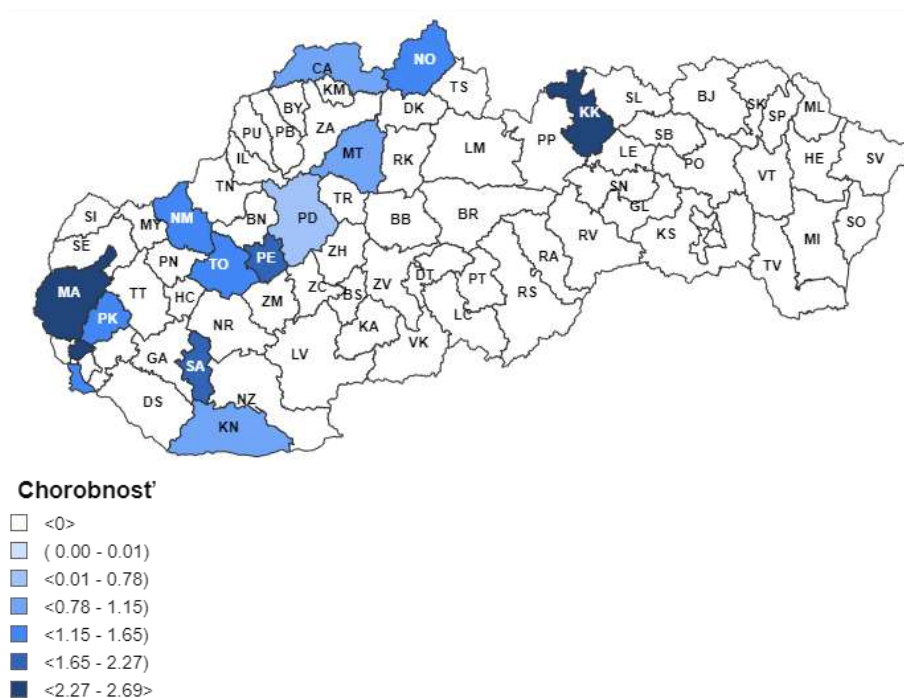 NO
CA
TS
KM
BY
DK
SL
BJ
SK
ML
KK
SP
PU
PB
ZA
SB
PP
MT
LM
IL
RK
LE
PO
HE
SV
VT
TN
SN
TR
GL
SI
MY
NM
BN
PD
BB
BR
SO
RV
KS
MI
SE
PN
TO
PE
ZH
RA
TV
MA
TT
HC
ZM
ZC
BS
ZV
DT
PT
RS
PK
NR
KA
LC
VK
GA
SA
LV
DS
NZ
KN
Chorobnosť
<0>
( 0.00 - 0.01)
<0.01 - 0.78)
<0.78 - 1.15)
<1.15 - 1.65)
<1.65 - 2.27)
<2.27 - 2.69>